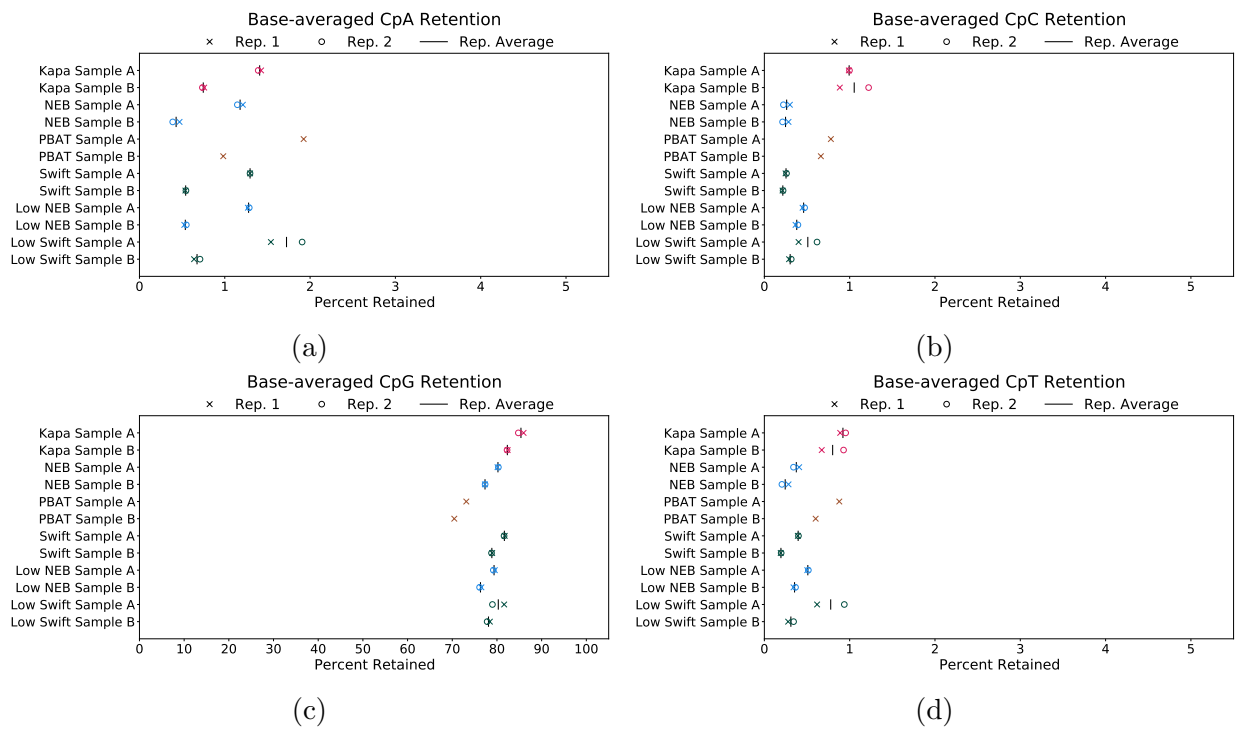 Base-averaged CpA Retention
Rep. 1 Rep. 2 Rep. Average
Kapa Sample A
Kapa Sample B
NEB Sample A
NEB Sample B
PBAT Sample A
PBAT Sample B
Swift Sample A
Swift Sample B
Low NEB Sample A
Low NEB Sample B
Low Swift Sample A
Low Swift Sample B
0 1 2 3 4 5
Percent Retained
(a)
Base-averaged CpC Retention
Rep. 1 Rep. 2 Rep. Average
Kapa Sample A
Kapa Sample B
NEB Sample A
NEB Sample B
PBAT Sample A
PBAT Sample B
Swift Sample A
Swift Sample B
Low NEB Sample A
Low NEB Sample B
Low Swift Sample A
Low Swift Sample B
0 1 2 3 4 5
Percent Retained
(b)
Base-averaged CpG Retention
Rep. 1 Rep. 2 Rep. Average
Kapa Sample A
Kapa Sample B
NEB Sample A
NEB Sample B
PBAT Sample A
PBAT Sample B
Swift Sample A
Swift Sample B
Low NEB Sample A
Low NEB Sample B
Low Swift Sample A
Low Swift Sample B
0 10 20 30 40 50 60 70 80 90 100
Percent Retained
(c)
Base-averaged CpT Retention
Rep. 1 Rep. 2 Rep. Average
Kapa Sample A
Kapa Sample B
NEB Sample A
NEB Sample B
PBAT Sample A
PBAT Sample B
Swift Sample A
Swift Sample B
Low NEB Sample A
Low NEB Sample B
Low Swift Sample A
Low Swift Sample B
0 1 2 3 4 5
Percent Retained
(d)